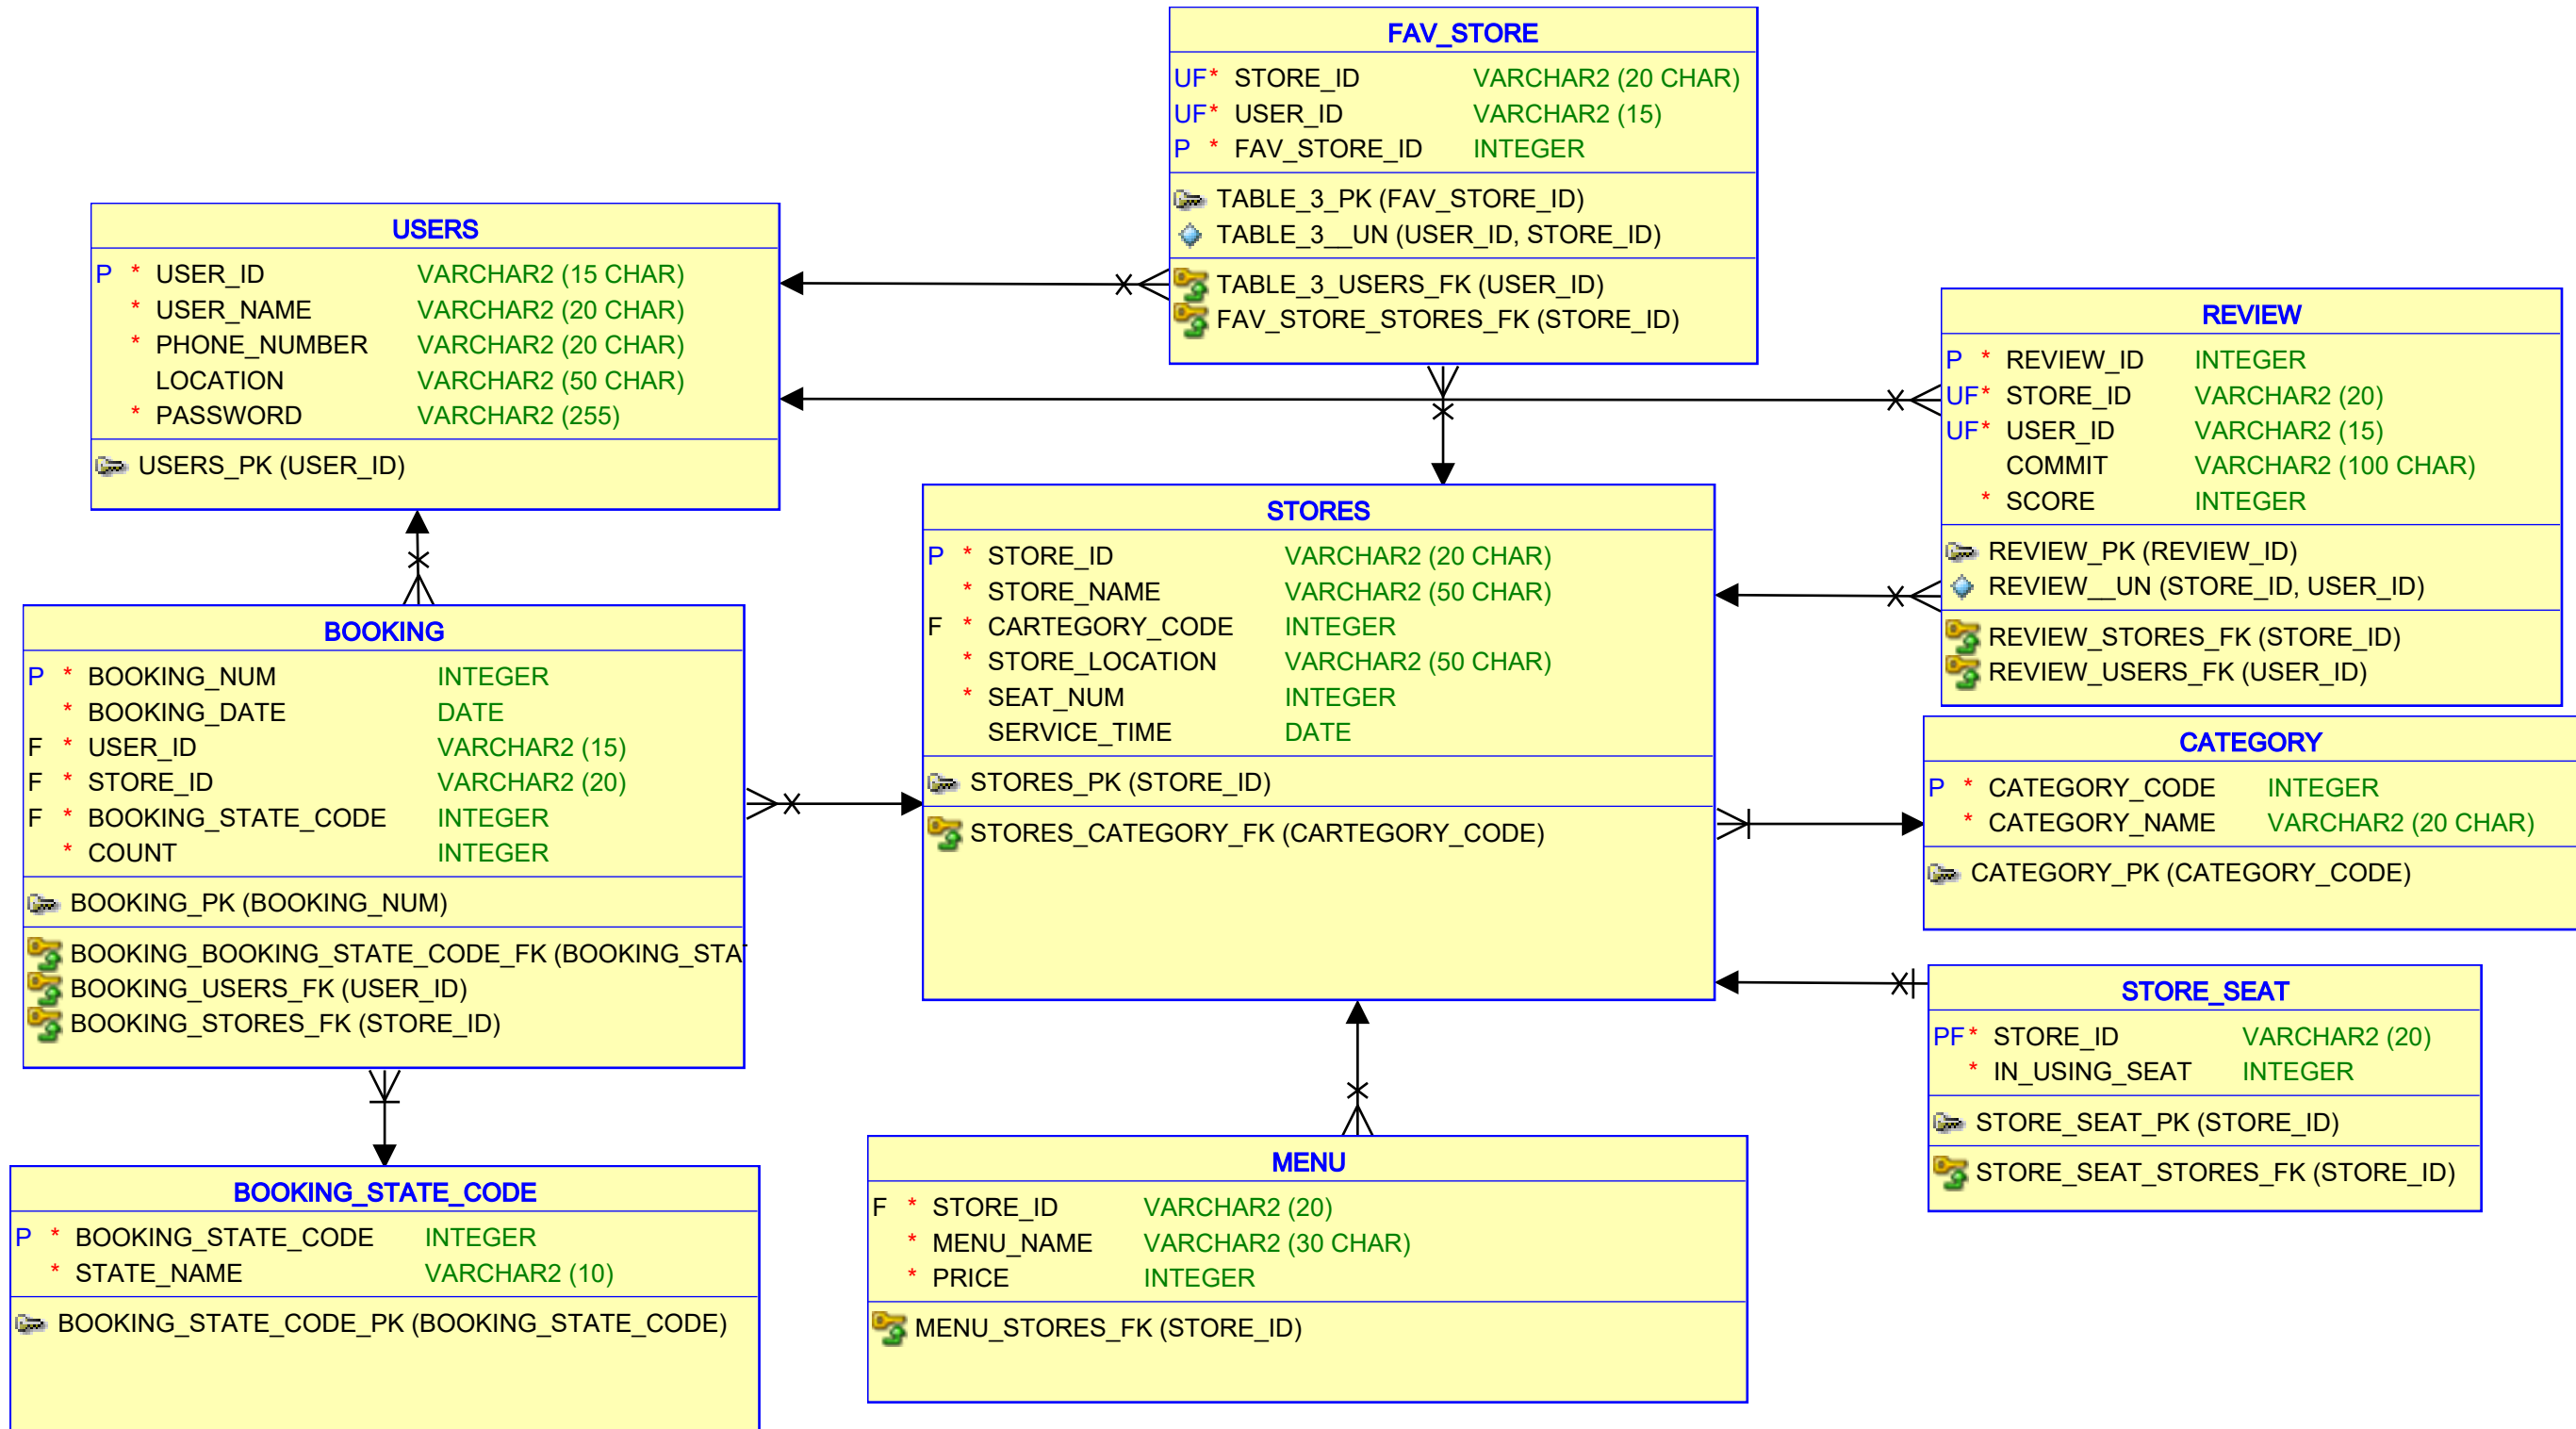 FAV_STORE
UF* STORE_ID VARCHAR2 (20 CHAR)
UF* USER_ID VARCHAR2 (15)
P * FAV_STORE_ID INTEGER
TABLE_3_PK (FAV_STORE_ID)
TABLE_3__UN (USER_ID, STORE_ID)
TABLE_3_USERS_FK (USER_ID)
FAV_STORE_STORES_FK (STORE_ID)
USERS
P * USER_ID VARCHAR2 (15 CHAR)
* USER_NAME VARCHAR2 (20 CHAR)
* PHONE_NUMBER VARCHAR2 (20 CHAR)
LOCATION VARCHAR2 (50 CHAR)
* PASSWORD VARCHAR2 (255)
USERS_PK (USER_ID)
REVIEW
P * REVIEW_ID INTEGER
UF* STORE_ID VARCHAR2 (20)
UF* USER_ID VARCHAR2 (15)
COMMIT VARCHAR2 (100 CHAR)
* SCORE INTEGER
REVIEW_PK (REVIEW_ID)
REVIEW__UN (STORE_ID, USER_ID)
REVIEW_STORES_FK (STORE_ID)
REVIEW_USERS_FK (USER_ID)
STORES
P * STORE_ID VARCHAR2 (20 CHAR)
* STORE_NAME VARCHAR2 (50 CHAR)
F * CARTEGORY_CODE INTEGER
* STORE_LOCATION VARCHAR2 (50 CHAR)
* SEAT_NUM INTEGER
SERVICE_TIME DATE
STORES_PK (STORE_ID)
STORES_CATEGORY_FK (CARTEGORY_CODE)
BOOKING
P * BOOKING_NUM INTEGER
* BOOKING_DATE DATE
F * USER_ID VARCHAR2 (15)
F * STORE_ID VARCHAR2 (20)
F * BOOKING_STATE_CODE INTEGER
* COUNT INTEGER
BOOKING_PK (BOOKING_NUM)
BOOKING_BOOKING_STATE_CODE_FK (BOOKING_STA
BOOKING_USERS_FK (USER_ID)
BOOKING_STORES_FK (STORE_ID)
CATEGORY
P * CATEGORY_CODE INTEGER
* CATEGORY_NAME VARCHAR2 (20 CHAR)
CATEGORY_PK (CATEGORY_CODE)
STORE_SEAT
PF* STORE_ID VARCHAR2 (20)
* IN_USING_SEAT INTEGER
STORE_SEAT_PK (STORE_ID)
STORE_SEAT_STORES_FK (STORE_ID)
BOOKING_STATE_CODE
P * BOOKING_STATE_CODE INTEGER
* STATE_NAME VARCHAR2 (10)
BOOKING_STATE_CODE_PK (BOOKING_STATE_CODE)
MENU
F * STORE_ID VARCHAR2 (20)
* MENU_NAME VARCHAR2 (30 CHAR)
* PRICE INTEGER
MENU_STORES_FK (STORE_ID)